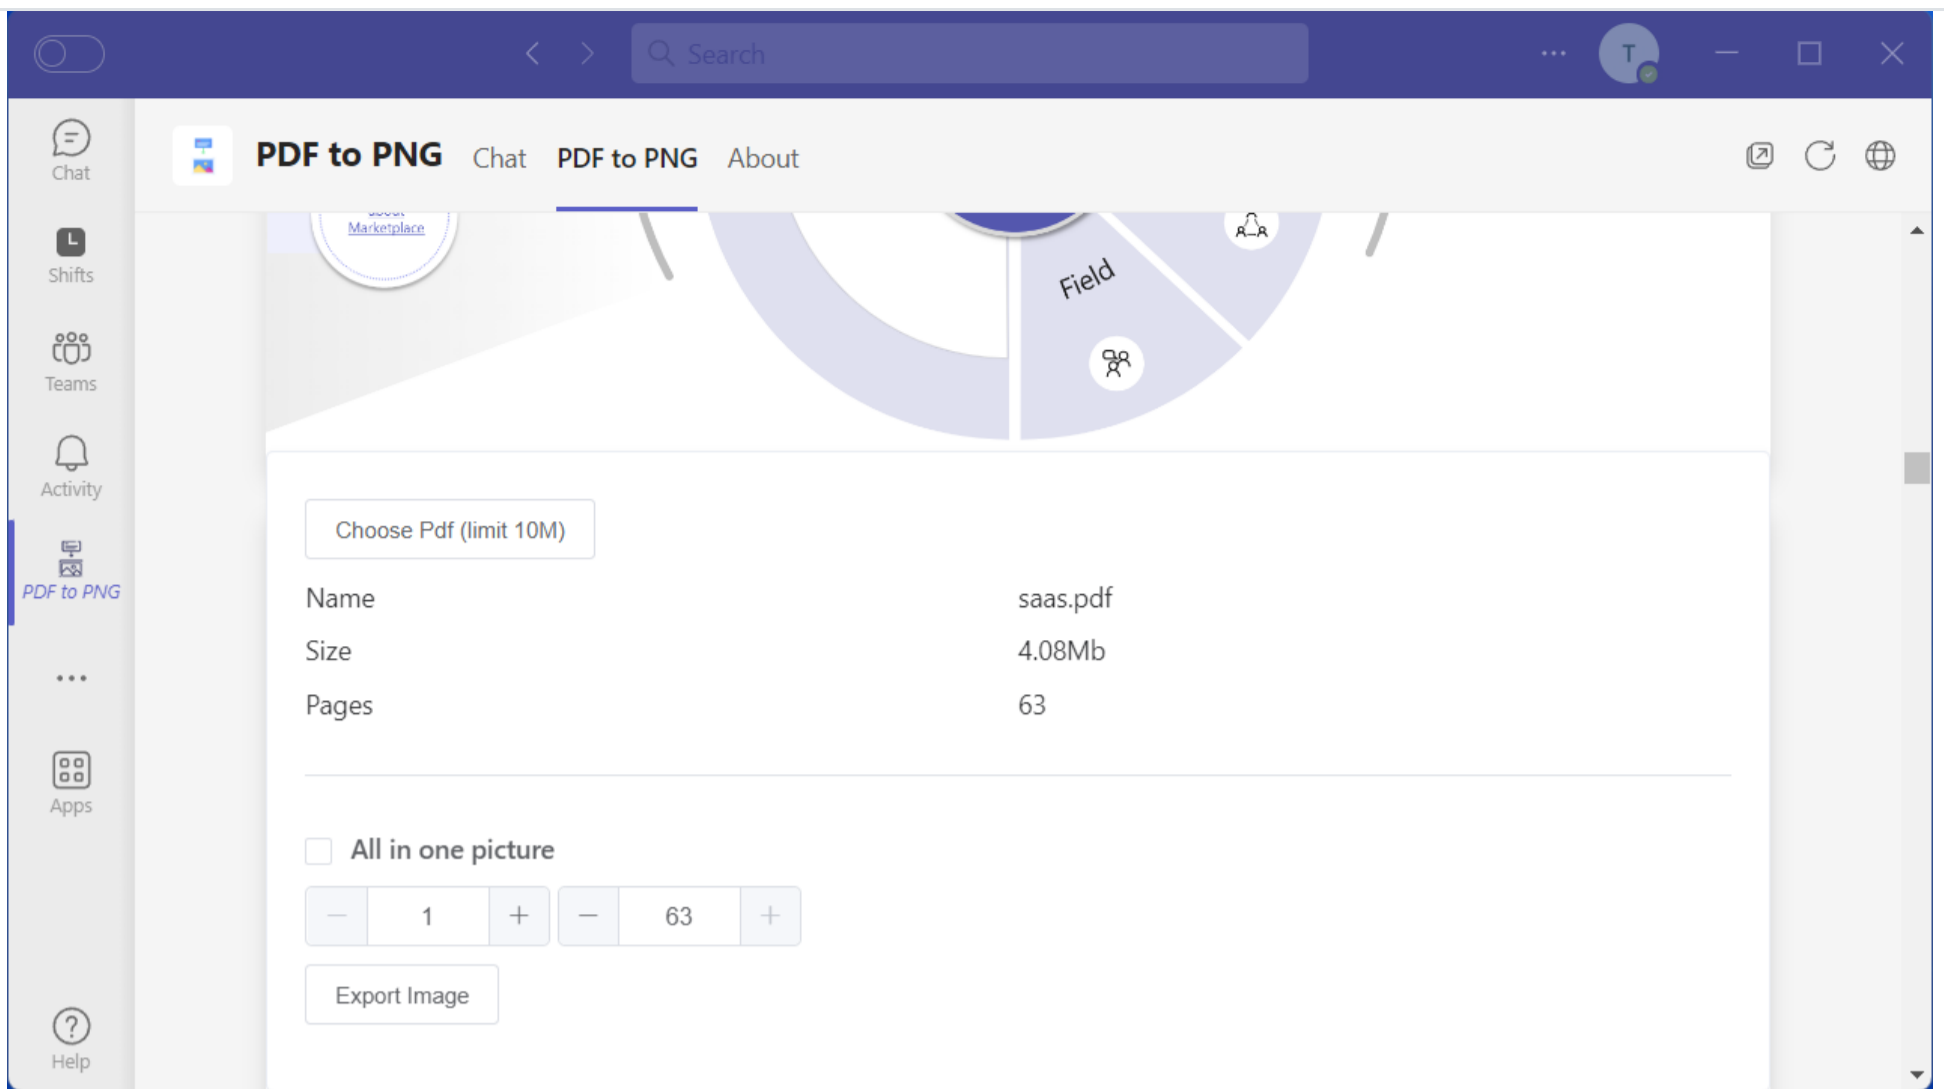 Search
T
PDF to PNG Chat PDF to PNG About
Chat
Shifts
Teams
Activity
PDF to PNG
Apps
Help
about
Marketplace
Field
Choose Pdf (limit 10M)
Name saas.pdf
Size 4.08Mb
Pages 63
All in one picture
1 63
Export Image